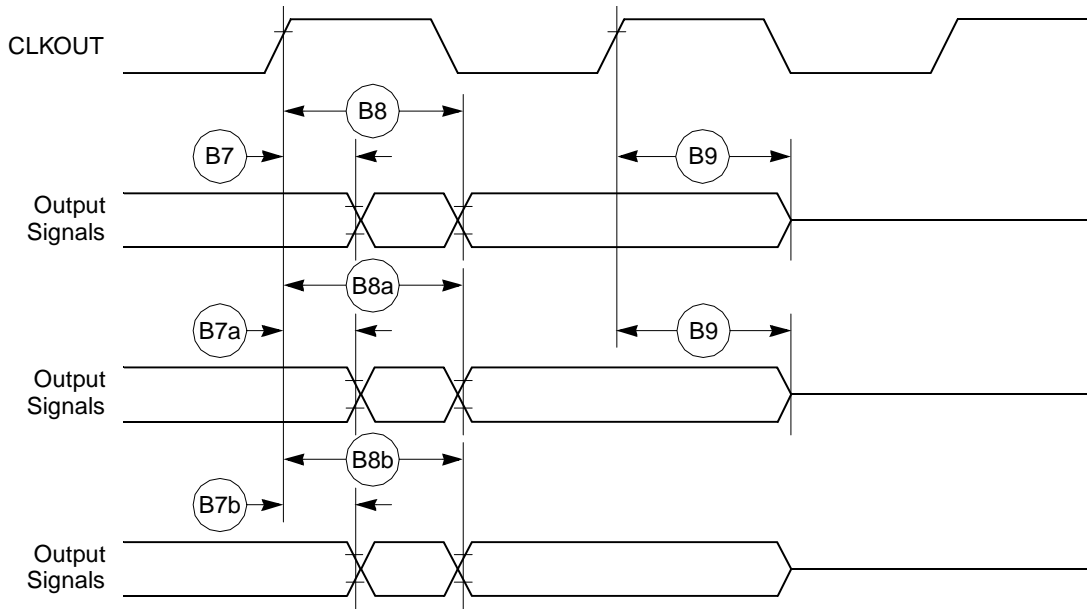 CLKOUT
B8
B7
B9
Output
Signals
B8a
B7a
B9
Output
Signals
B8b
B7b
Output
Signals